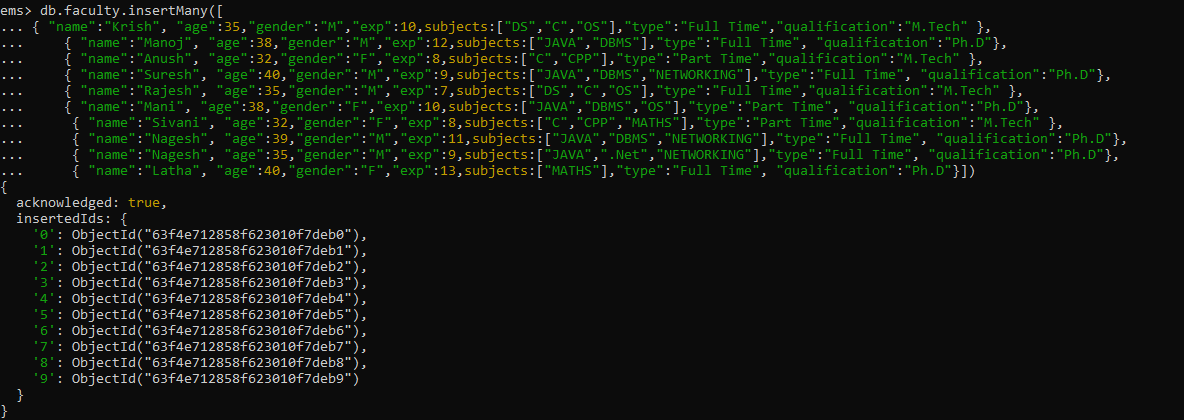 ems> db.faculty.insertMany([
... { "name":"Krish", "age":35,"gender":"M","exp":10,subjects:["DS","C","OS"],"type":"Full Time","qualification":"M.Tech" },
...     { "name":"Manoj", "age":38,"gender":"M","exp":12,subjects:["JAVA","DBMS"],"type":"Full Time", "qualification":"Ph.D"},
...     { "name":"Anush", "age":32,"gender":"F","exp":8,subjects:["C","CPP"],"type":"Part Time","qualification":"M.Tech" },
...     { "name":"Suresh", "age":40,"gender":"M","exp":9,subjects:["JAVA","DBMS","NETWORKING"],"type":"Full Time", "qualification":"Ph.D"},
...     { "name":"Rajesh", "age":35,"gender":"M","exp":7,subjects:["DS","C","OS"],"type":"Full Time","qualification":"M.Tech" },
...     { "name":"Mani", "age":38,"gender":"F","exp":10,subjects:["JAVA","DBMS","OS"],"type":"Part Time", "qualification":"Ph.D"},
...      { "name":"Sivani", "age":32,"gender":"F","exp":8,subjects:["C","CPP","MATHS"],"type":"Part Time","qualification":"M.Tech" },
...      { "name":"Nagesh", "age":39,"gender":"M","exp":11,subjects:["JAVA","DBMS","NETWORKING"],"type":"Full Time", "qualification":"Ph.D"},
...      { "name":"Nagesh", "age":35,"gender":"M","exp":9,subjects:["JAVA",".Net","NETWORKING"],"type":"Full Time", "qualification":"Ph.D"},
...      { "name":"Latha", "age":40,"gender":"F","exp":13,subjects:["MATHS"],"type":"Full Time", "qualification":"Ph.D"}])
{
  acknowledged: true,
  insertedIds: {
    '0': ObjectId("63f4e712858f623010f7deb0"),
    '1': ObjectId("63f4e712858f623010f7deb1"),
    '2': ObjectId("63f4e712858f623010f7deb2"),
    '3': ObjectId("63f4e712858f623010f7deb3"),
    '4': ObjectId("63f4e712858f623010f7deb4"),
    '5': ObjectId("63f4e712858f623010f7deb5"),
    '6': ObjectId("63f4e712858f623010f7deb6"),
    '7': ObjectId("63f4e712858f623010f7deb7"),
    '8': ObjectId("63f4e712858f623010f7deb8"),
    '9': ObjectId("63f4e712858f623010f7deb9")
  }
}